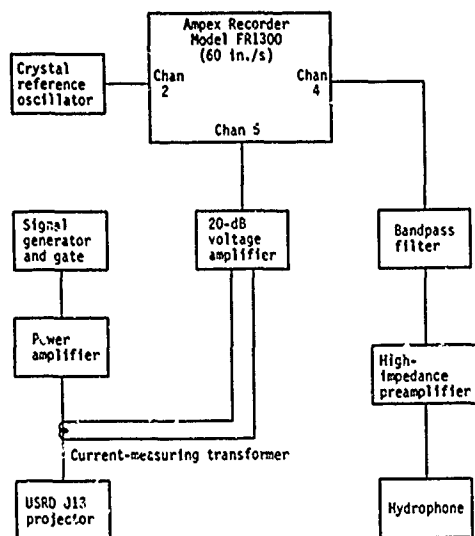 Ampex Recorder
Model FR1300
(60 in./s)
Crystal
reference
oscillator
Chan
2
Chan
4
Chan 5
Signal
generator
and gate
20-dB
voltage
amplifier
Bandpass
filter
Power
amplifier
High-
impedance
preamplifier
Current-measuring transformer
USRD J13
projector
Hydrophone